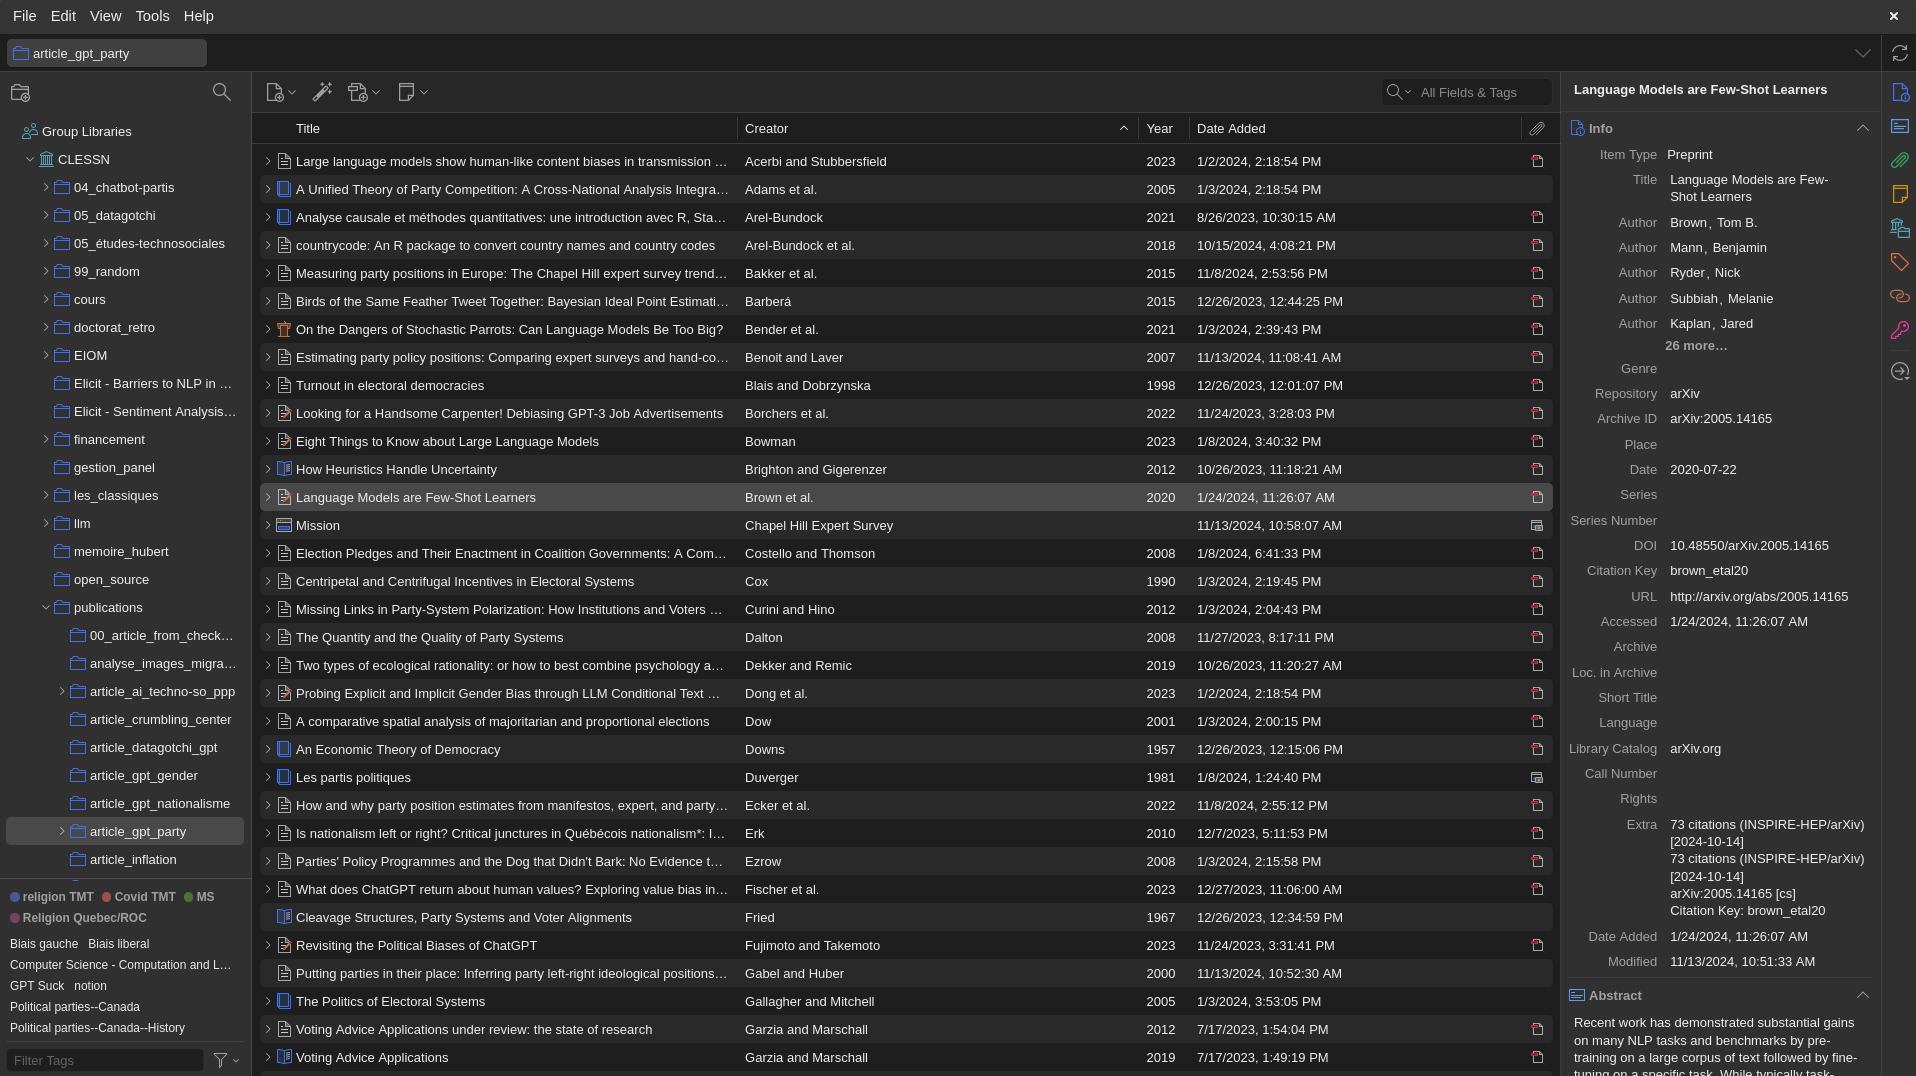 File Edit View Tools Help
article_gpt_party
All Fields & Tags
Group Libraries
CLESSN
04_chatbot-partis
05_datagotchi
05_études-technosociales
99_random
cours
doctorat_retro
EIOM
Elicit - Barriers to NLP in ...
Elicit - Sentiment Analysis...
financement
gestion_panel
les_classiques
llm
memoire_hubert
open_source
publications
00_article_from_check...
analyse_images_migra...
article_ai_techno-so_ppp
article_crumbling_center
article_datagotchi_gpt
article_gpt_gender
article_gpt_nationalisme
article_gpt_party
article_inflation
religion TMT Covid TMT MS
Religion Quebec/ROC
Biais gauche Biais liberal
Computer Science - Computation and L...
GPT Suck notion
Political parties--Canada
Political parties--Canada--History
Filter Tags
Title Creator Year Date Added
Large language models show human-like content biases in transmission ... Acerbi and Stubbersfield 2023 1/2/2024, 2:18:54 PM
A Unified Theory of Party Competition: A Cross-National Analysis Integra... Adams et al. 2005 1/3/2024, 2:18:54 PM
Analyse causale et méthodes quantitatives: une introduction avec R, Sta... Arel-Bundock 2021 8/26/2023, 10:30:15 AM
countrycode: An R package to convert country names and country codes Arel-Bundock et al. 2018 10/15/2024, 4:08:21 PM
Measuring party positions in Europe: The Chapel Hill expert survey trend... Bakker et al. 2015 11/8/2024, 2:53:56 PM
Birds of the Same Feather Tweet Together: Bayesian Ideal Point Estimati... Barberá 2015 12/26/2023, 12:44:25 PM
On the Dangers of Stochastic Parrots: Can Language Models Be Too Big? Bender et al. 2021 1/3/2024, 2:39:43 PM
Estimating party policy positions: Comparing expert surveys and hand-co... Benoit and Laver 2007 11/13/2024, 11:08:41 AM
Turnout in electoral democracies Blais and Dobrzynska 1998 12/26/2023, 12:01:07 PM
Looking for a Handsome Carpenter! Debiasing GPT-3 Job Advertisements Borchers et al. 2022 11/24/2023, 3:28:03 PM
Eight Things to Know about Large Language Models Bowman 2023 1/8/2024, 3:40:32 PM
How Heuristics Handle Uncertainty Brighton and Gigerenzer 2012 10/26/2023, 11:18:21 AM
Language Models are Few-Shot Learners Brown et al. 2020 1/24/2024, 11:26:07 AM
Mission Chapel Hill Expert Survey 11/13/2024, 10:58:07 AM
Election Pledges and Their Enactment in Coalition Governments: A Com... Costello and Thomson 2008 1/8/2024, 6:41:33 PM
Centripetal and Centrifugal Incentives in Electoral Systems Cox 1990 1/3/2024, 2:19:45 PM
Missing Links in Party-System Polarization: How Institutions and Voters ... Curini and Hino 2012 1/3/2024, 2:04:43 PM
The Quantity and the Quality of Party Systems Dalton 2008 11/27/2023, 8:17:11 PM
Two types of ecological rationality: or how to best combine psychology a... Dekker and Remic 2019 10/26/2023, 11:20:27 AM
Probing Explicit and Implicit Gender Bias through LLM Conditional Text ... Dong et al. 2023 1/2/2024, 2:18:54 PM
A comparative spatial analysis of majoritarian and proportional elections Dow 2001 1/3/2024, 2:00:15 PM
An Economic Theory of Democracy Downs 1957 12/26/2023, 12:15:06 PM
Les partis politiques Duverger 1981 1/8/2024, 1:24:40 PM
How and why party position estimates from manifestos, expert, and party... Ecker et al. 2022 11/8/2024, 2:55:12 PM
Is nationalism left or right? Critical junctures in Québécois nationalism*: I... Erk 2010 12/7/2023, 5:11:53 PM
Parties' Policy Programmes and the Dog that Didn't Bark: No Evidence t... Ezrow 2008 1/3/2024, 2:15:58 PM
What does ChatGPT return about human values? Exploring value bias in... Fischer et al. 2023 12/27/2023, 11:06:00 AM
Cleavage Structures, Party Systems and Voter Alignments Fried 1967 12/26/2023, 12:34:59 PM
Revisiting the Political Biases of ChatGPT Fujimoto and Takemoto 2023 11/24/2023, 3:31:41 PM
Putting parties in their place: Inferring party left-right ideological positions... Gabel and Huber 2000 11/13/2024, 10:52:30 AM
The Politics of Electoral Systems Gallagher and Mitchell 2005 1/3/2024, 3:53:05 PM
Voting Advice Applications under review: the state of research Garzia and Marschall 2012 7/17/2023, 1:54:04 PM
Voting Advice Applications Garzia and Marschall 2019 7/17/2023, 1:49:19 PM
Language Models are Few-Shot Learners
Info
Item Type Preprint
Title Language Models are Few-
Shot Learners
Author Brown, Tom B.
Author Mann, Benjamin
Author Ryder, Nick
Author Subbiah, Melanie
Author Kaplan, Jared
26 more...
Genre
Repository arXiv
Archive ID arXiv:2005.14165
Place
Date 2020-07-22
Series
Series Number
DOI 10.48550/arXiv.2005.14165
Citation Key brown_etal20
URL http://arxiv.org/abs/2005.14165
Accessed 1/24/2024, 11:26:07 AM
Archive
Loc. in Archive
Short Title
Language
Library Catalog arXiv.org
Call Number
Rights
Extra 73 citations (INSPIRE-HEP/arXiv)
[2024-10-14]
73 citations (INSPIRE-HEP/arXiv)
[2024-10-14]
arXiv:2005.14165 [cs]
Citation Key: brown_etal20
Date Added 1/24/2024, 11:26:07 AM
Modified 11/13/2024, 10:51:33 AM
Abstract
Recent work has demonstrated substantial gains
on many NLP tasks and benchmarks by pre-
training on a large corpus of text followed by fine-
tuning on a specific task. While typically task-